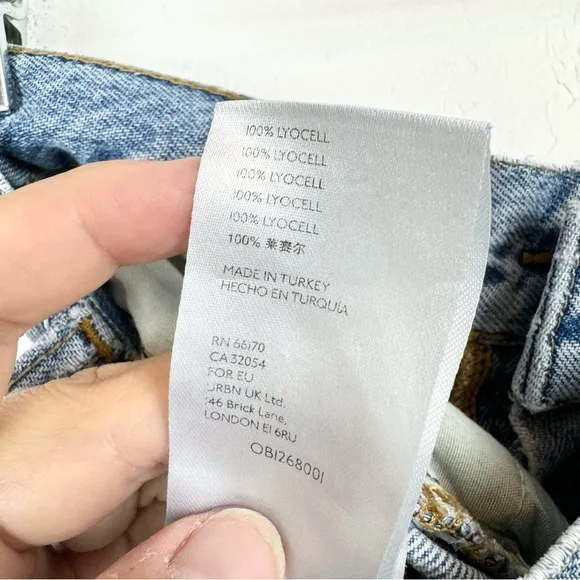 100% LYOCELL
100% LYOCELL
100% LYOCELL
100% LYOCELL
100% LYOCELL
100% 莱赛尔
MADE IN TURKEY
HECHO EN TURQUÍA
RN 66170
CA 32054
FOR EU
URBN UK Ltd.
146 Brick Lane,
LONDON E1 6RU
OB1268001